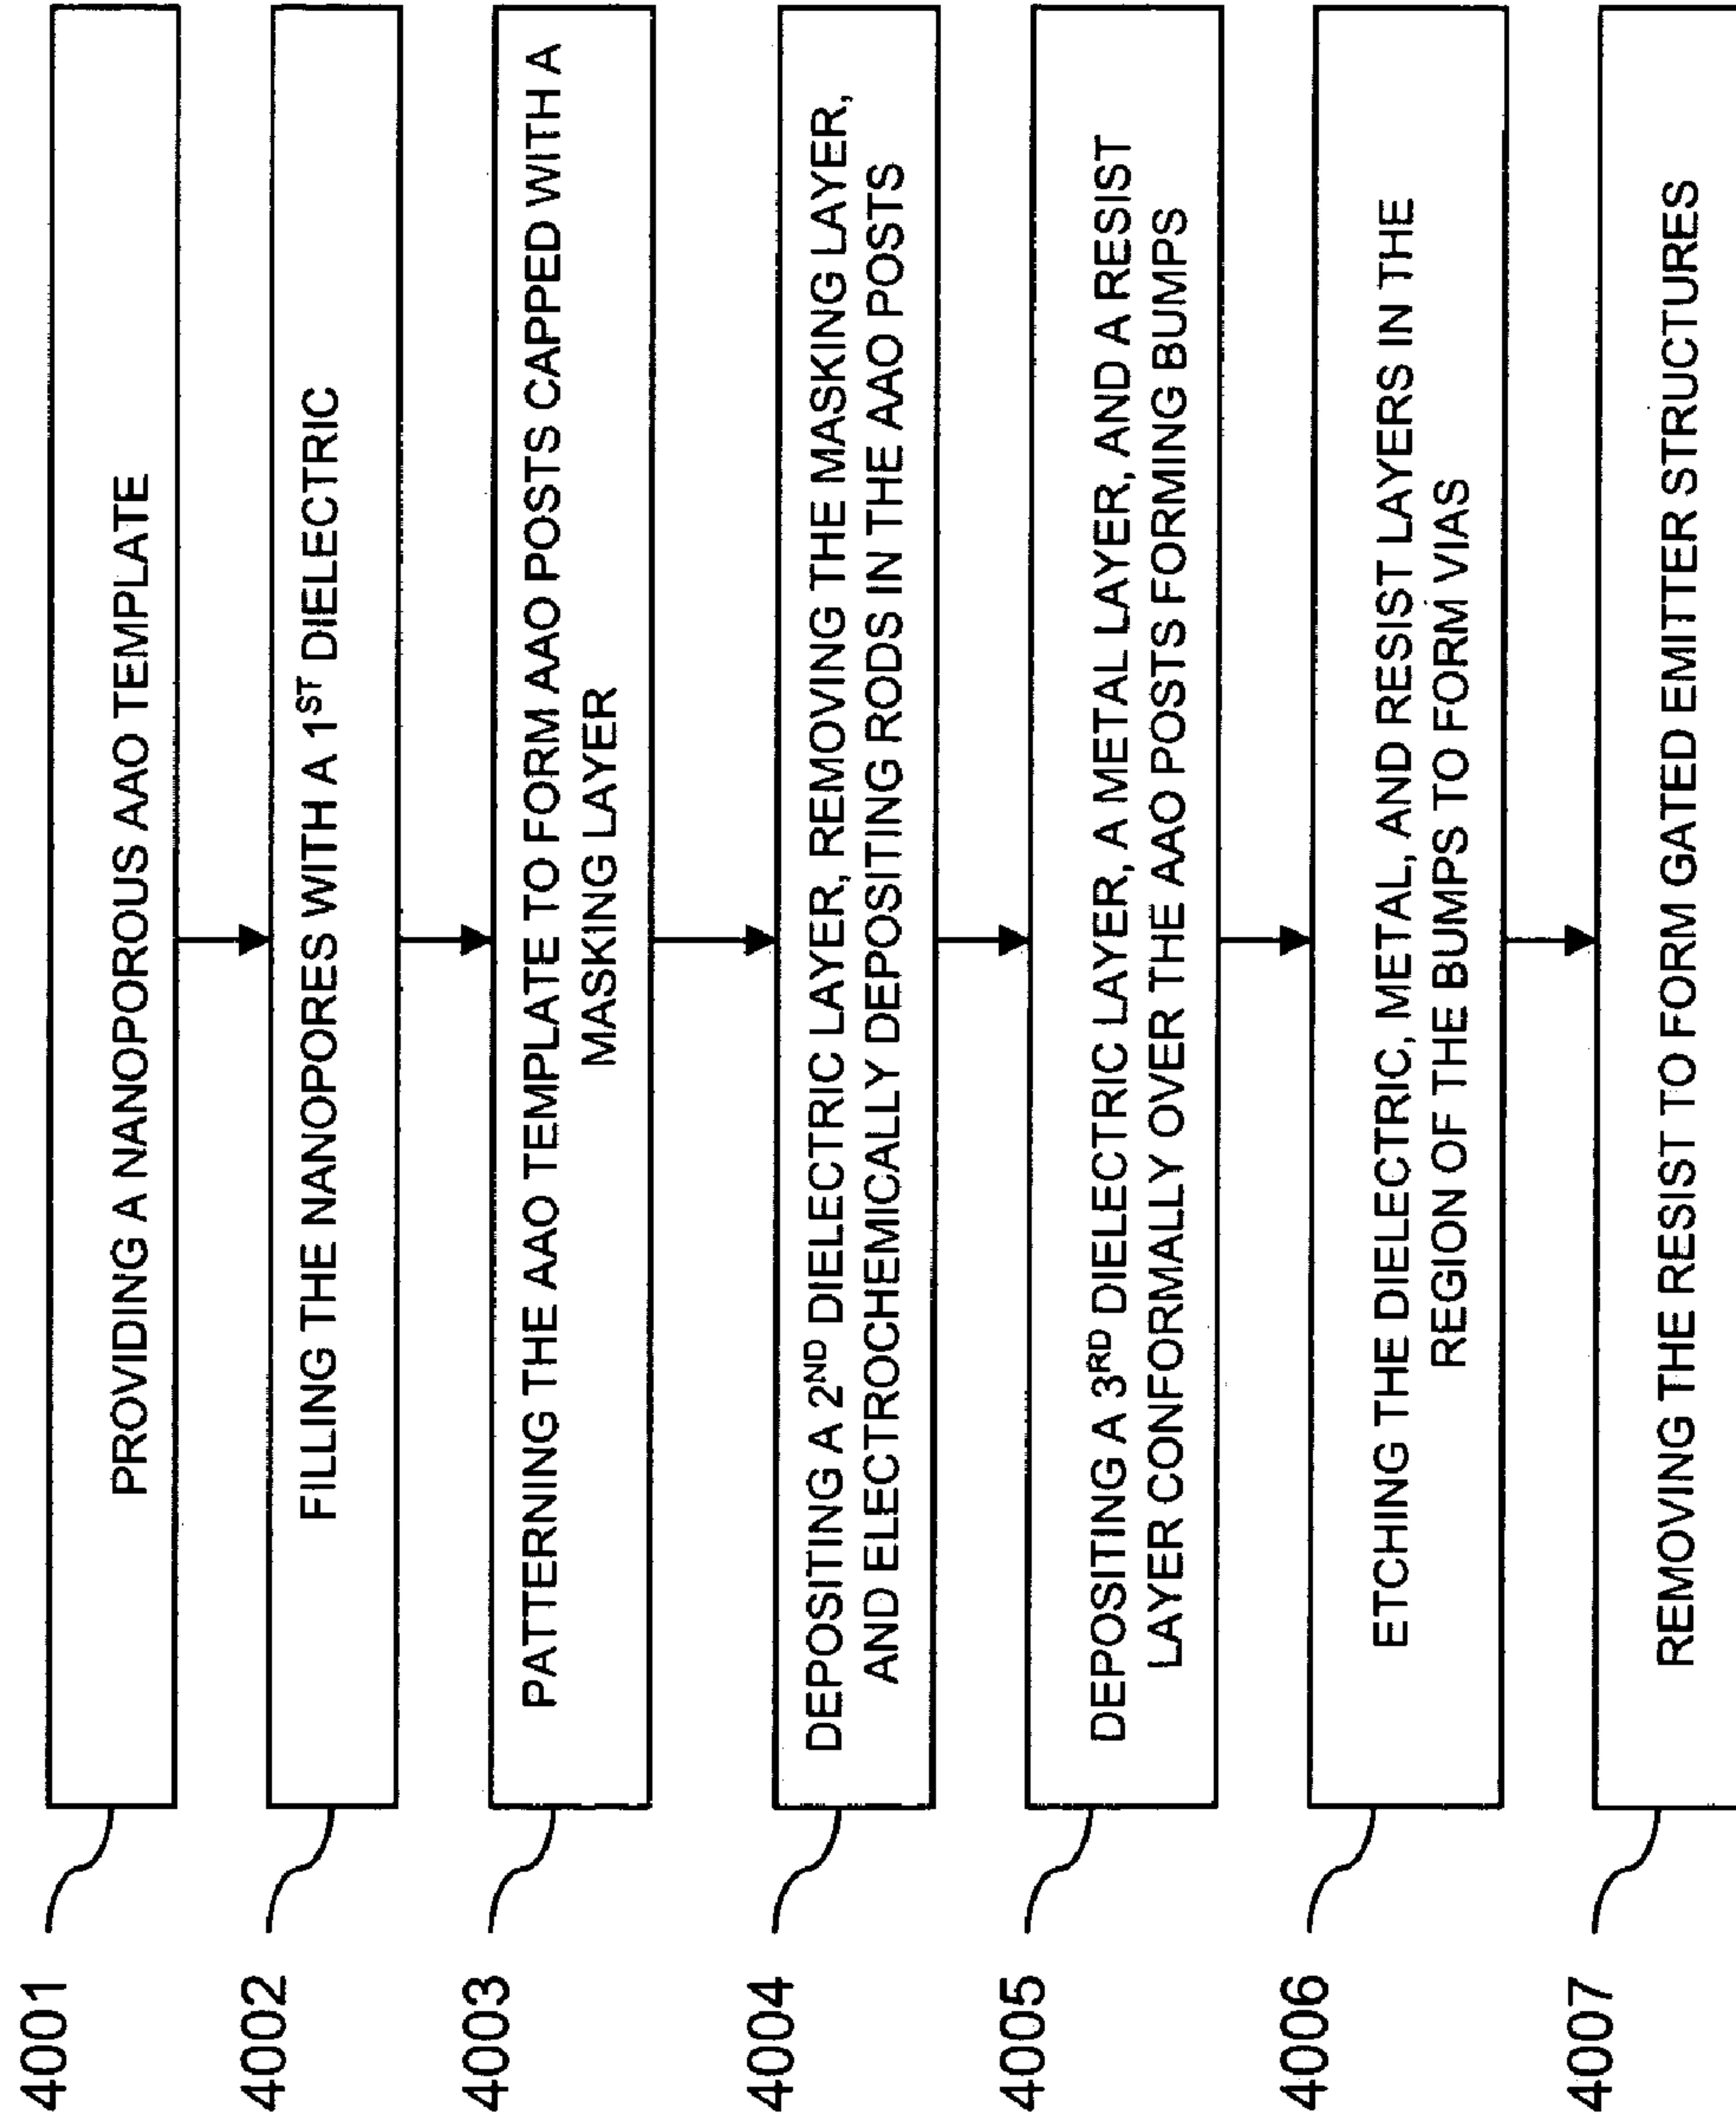 4001
PROVIDING A NANOPOROUS AAO TEMPLATE
4002
FILLING THE NANOPORES WITH A 1ST DIELECTRIC
4003
PATTERNING THE AAO TEMPLATE TO FORM AAO POSTS CAPPED WITH A
MASKING LAYER
4004
DEPOSITING A 2ND DIELECTRIC LAYER, REMOVING THE MASKING LAYER,
AND ELECTROCHEMICALLY DEPOSITING RODS IN THE AAO POSTS
4005
DEPOSITING A 3RD DIELECTRIC LAYER, A METAL LAYER, AND A RESIST
LAYER CONFORMALLY OVER THE AAO POSTS FORMING BUMPS
4006
ETCHING THE DIELECTRIC, METAL, AND RESIST LAYERS IN THE
REGION OF THE BUMPS TO FORM VIAS
4007
REMOVING THE RESIST TO FORM GATED EMITTER STRUCTURES